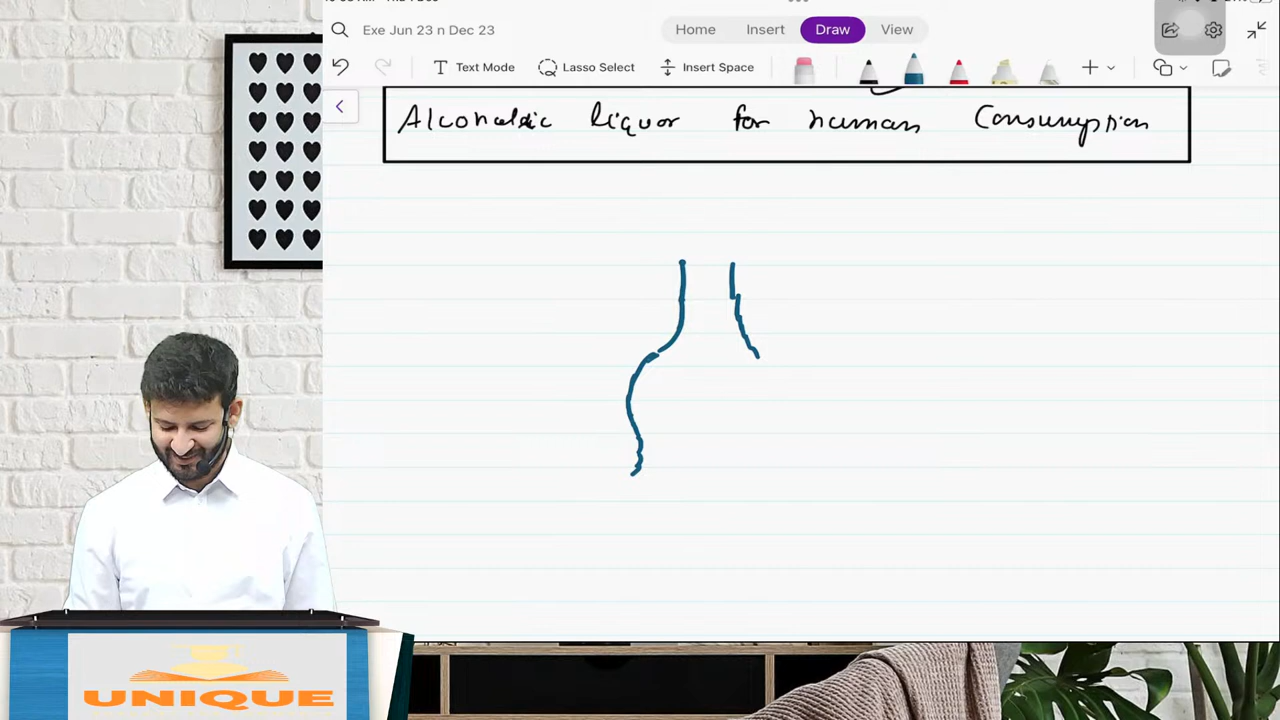 Exe Jun 23 n Dec 23
Home Insert Draw View
Text Mode Lasso Select Insert Space
Alcoholic liquor for human Consumption
UNIQUE